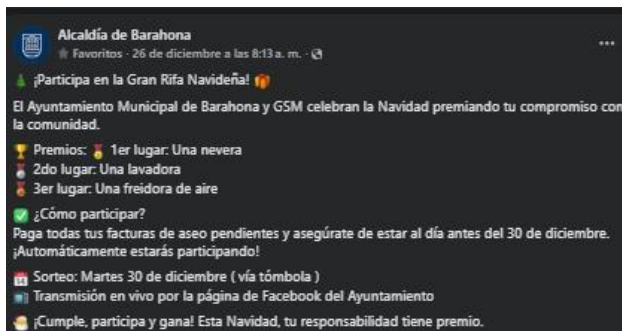 Alcaldía de Barahona
Favoritos · 26 de diciembre a las 8:13 a. m. ·
🎄 ¡Participa en la Gran Rifa Navideña! 🎁
El Ayuntamiento Municipal de Barahona y GSM celebran la Navidad premiando tu compromiso con
la comunidad.
🏆 Premios: 🥇 1er lugar: Una nevera
🥈 2do lugar: Una lavadora
🥉 3er lugar: Una freidora de aire
✅ ¿Cómo participar?
Paga todas tus facturas de aseo pendientes y asegúrate de estar al día antes del 30 de diciembre.
¡Automáticamente estarás participando!
📅 Sorteo: Martes 30 de diciembre ( vía tómbola )
📺 Transmisión en vivo por la página de Facebook del Ayuntamiento
🎅 ¡Cumple, participa y gana! Esta Navidad, tu responsabilidad tiene premio.